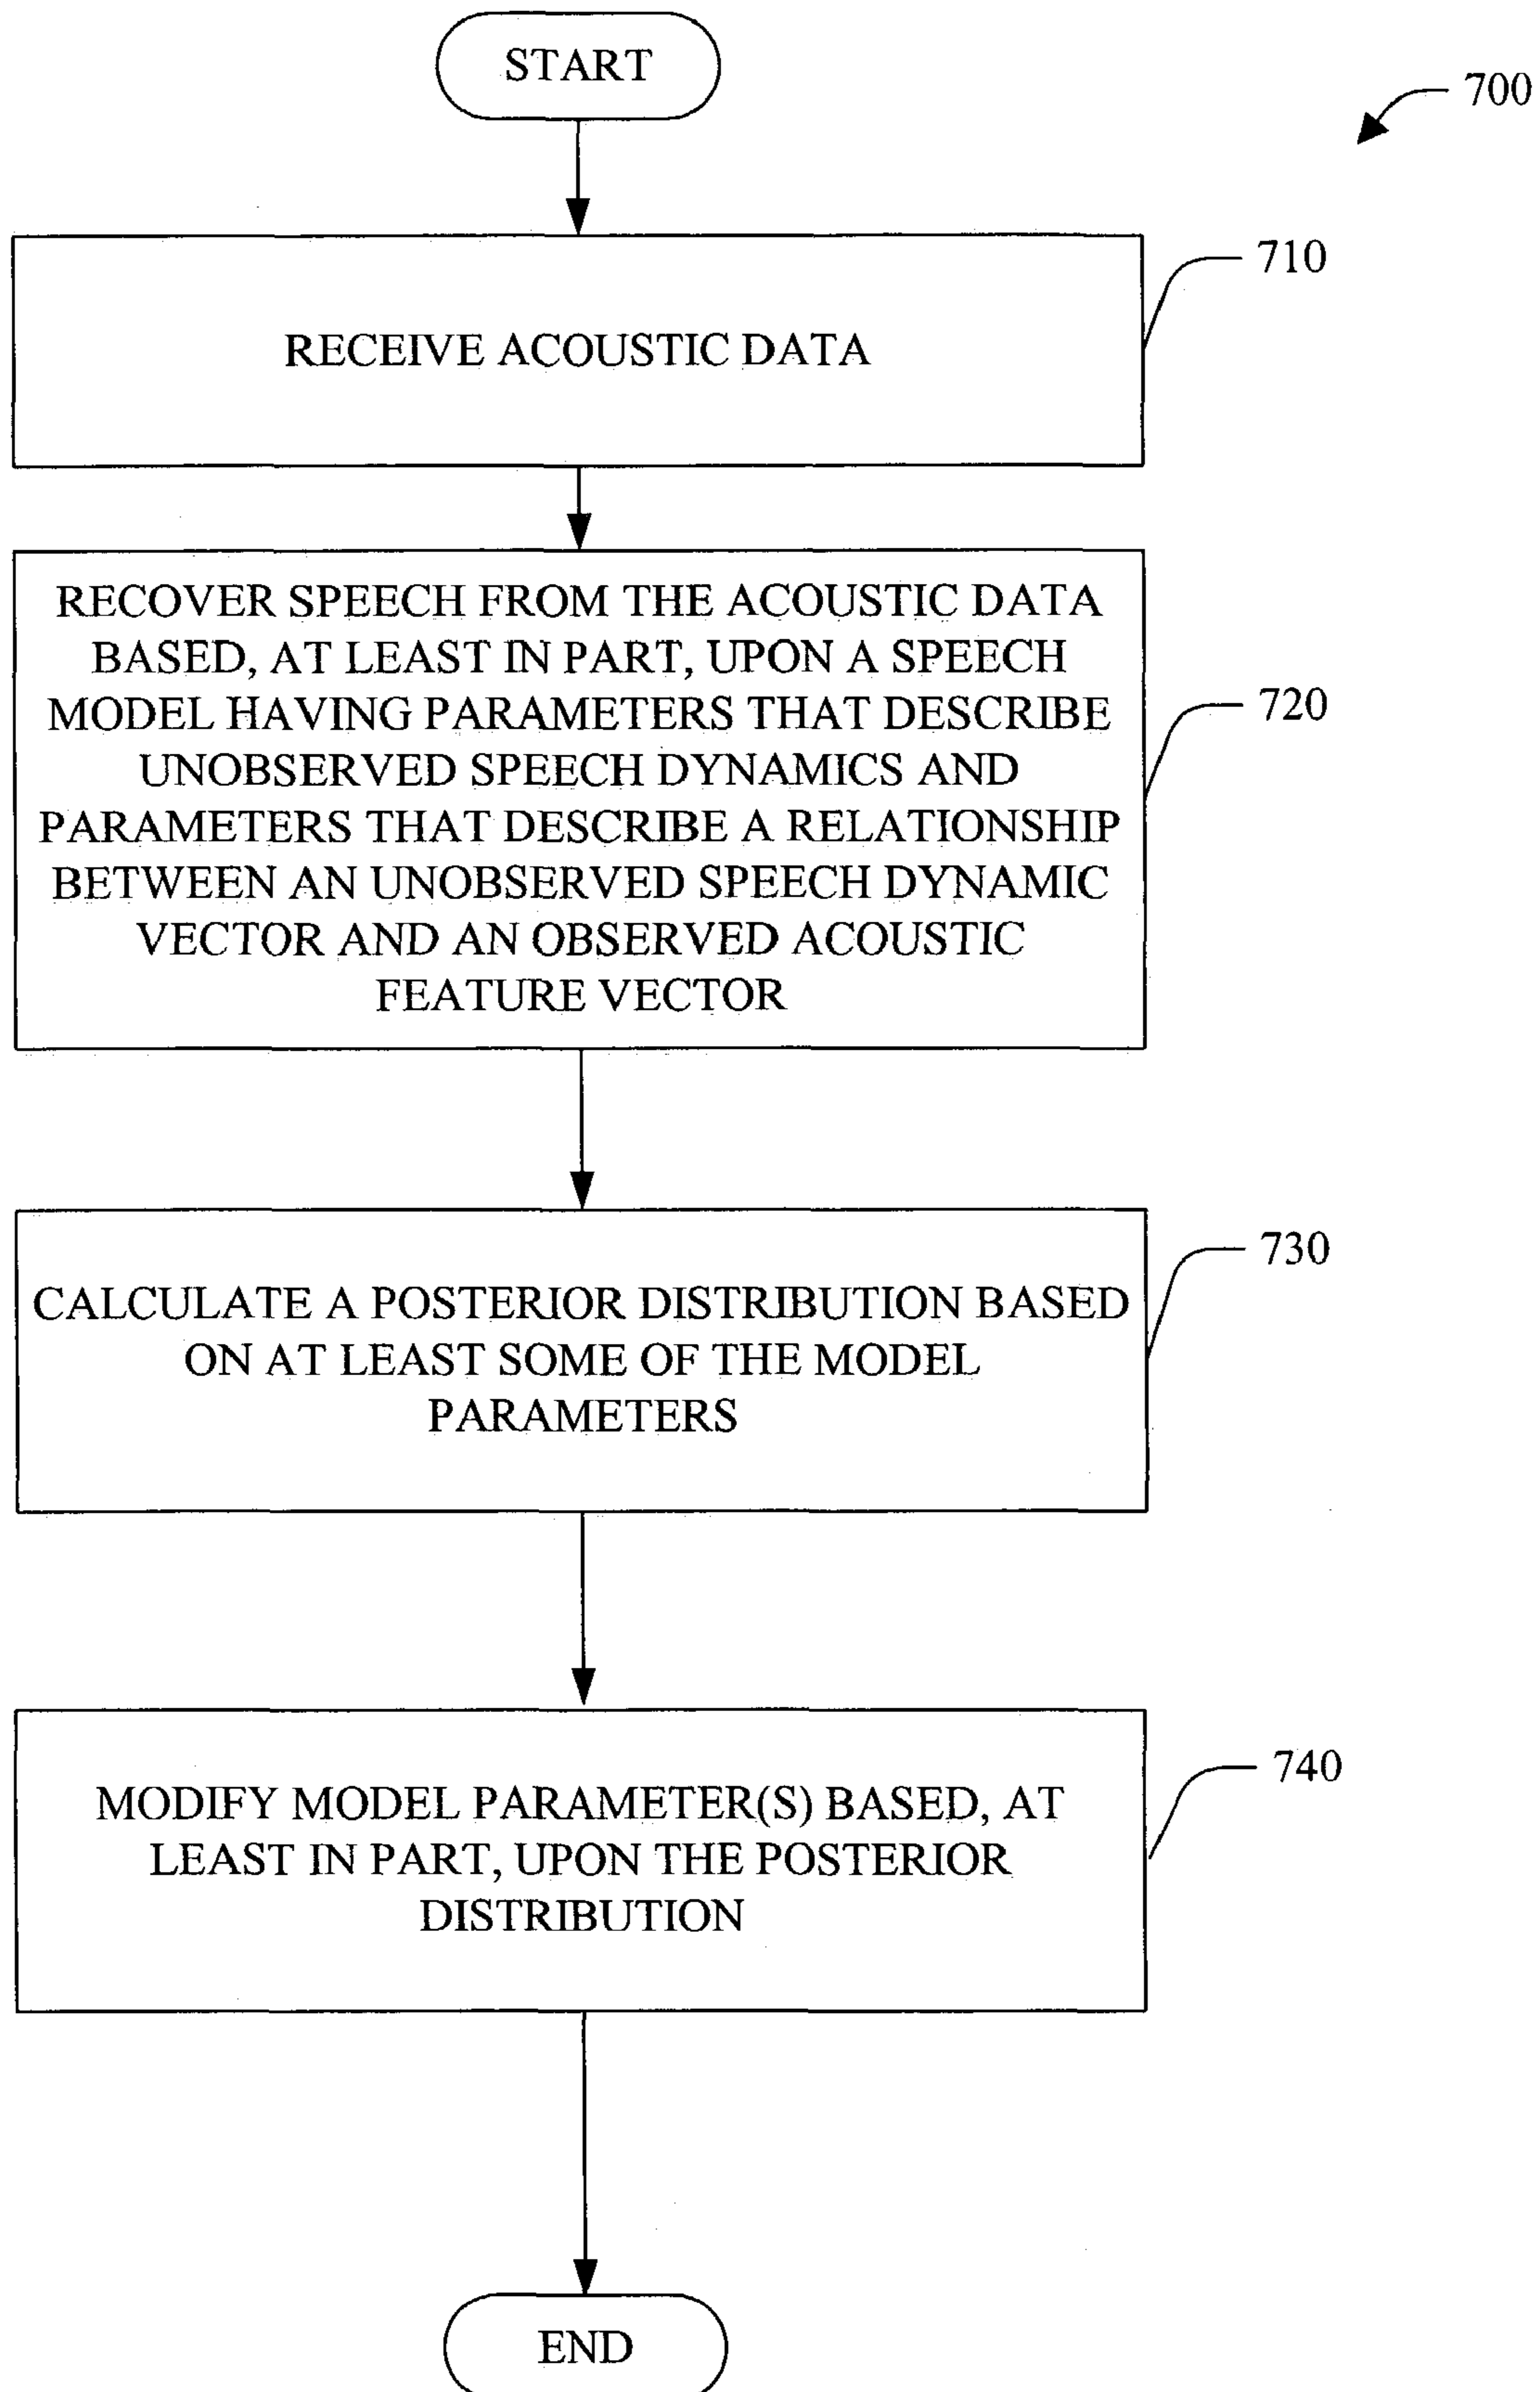 START
700
710
RECEIVE ACOUSTIC DATA
RECOVER SPEECH FROM THE ACOUSTIC DATA
BASED, AT LEAST IN PART, UPON A SPEECH
MODEL HAVING PARAMETERS THAT DESCRIBE
UNOBSERVED SPEECH DYNAMICS AND
PARAMETERS THAT DESCRIBE A RELATIONSHIP
BETWEEN AN UNOBSERVED SPEECH DYNAMIC
VECTOR AND AN OBSERVED ACOUSTIC
FEATURE VECTOR
720
730
CALCULATE A POSTERIOR DISTRIBUTION BASED
ON AT LEAST SOME OF THE MODEL
PARAMETERS
740
MODIFY MODEL PARAMETER(S) BASED, AT
LEAST IN PART, UPON THE POSTERIOR
DISTRIBUTION
END